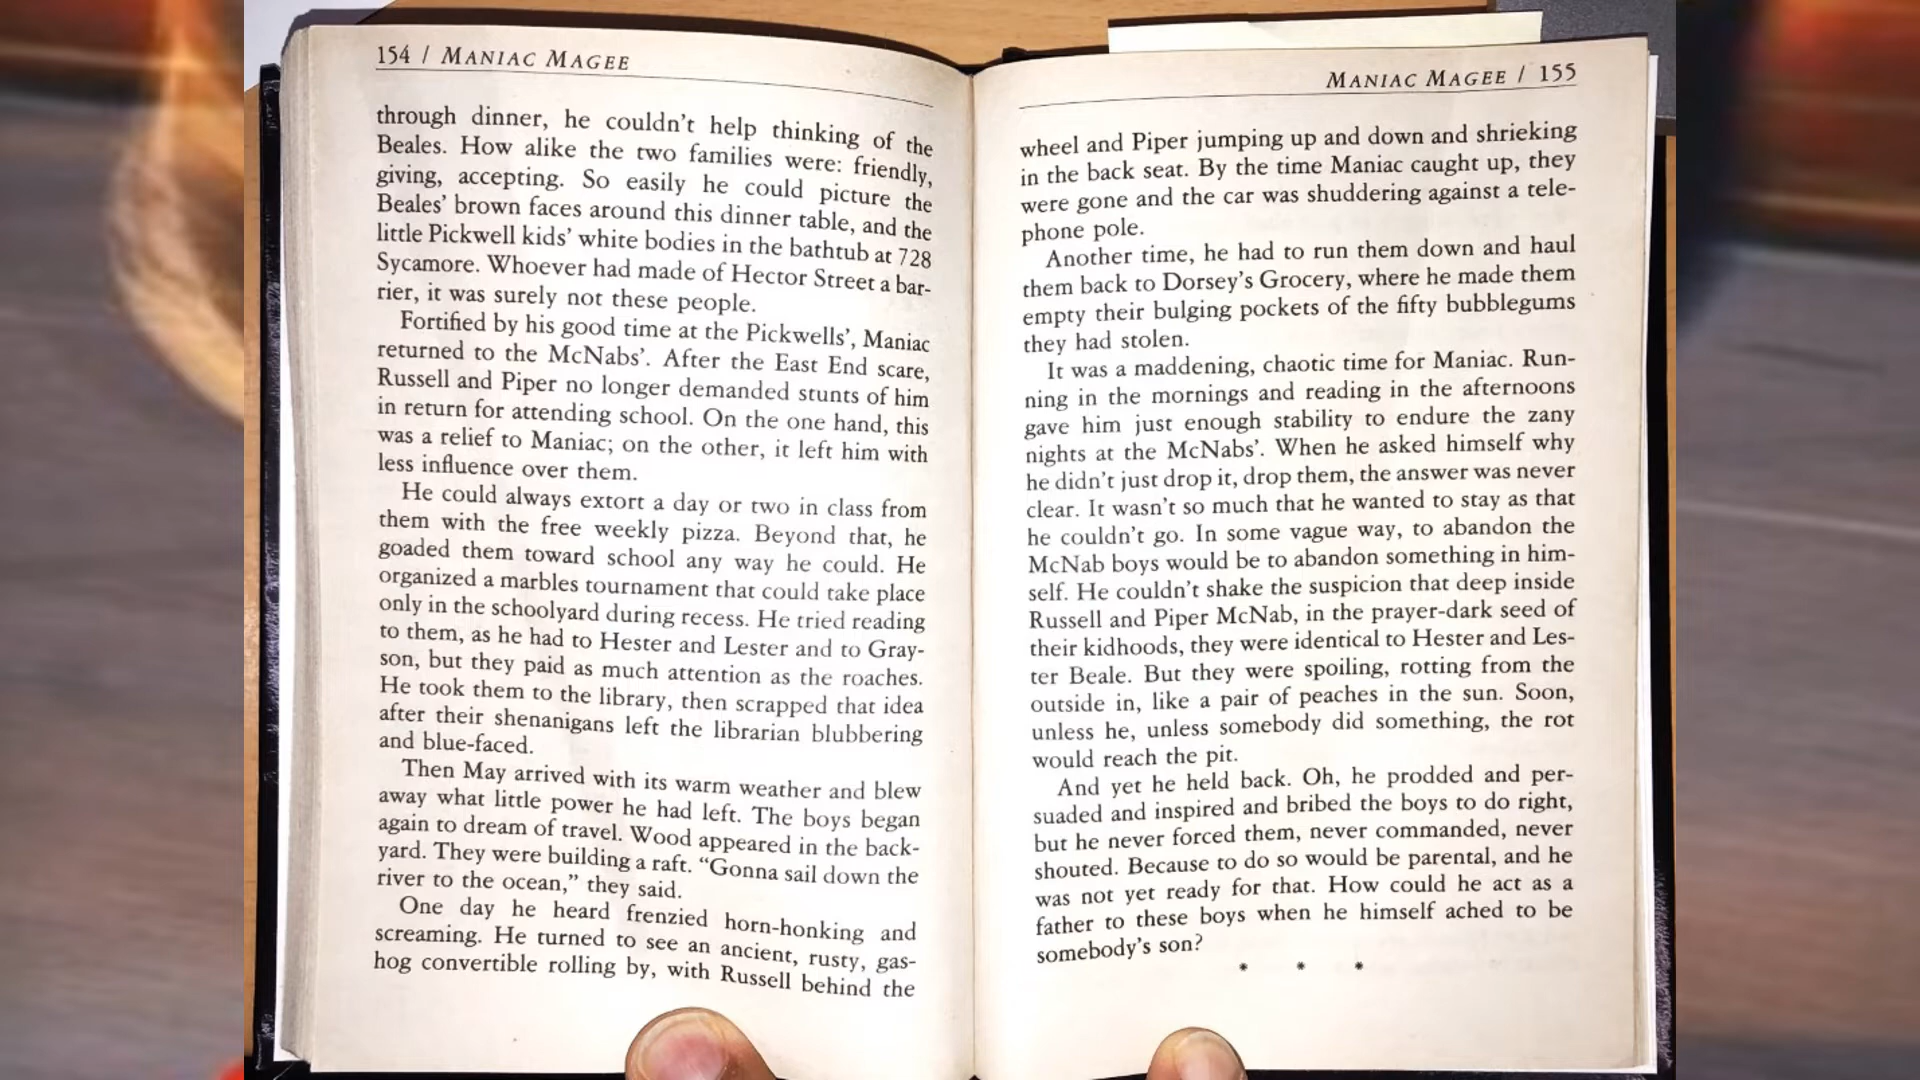 154 / MANIAC MAGEE
through dinner, he couldn't help thinking of the
Beales. How alike the two families were: friendly,
giving, accepting. So easily he could picture the
Beales' brown faces around this dinner table, and the
little Pickwell kids' white bodies in the bathtub at 728
Sycamore. Whoever had made of Hector Street a bar-
rier, it was surely not these people.
Fortified by his good time at the Pickwells', Maniac
returned to the McNabs'. After the East End scare,
Russell and Piper no longer demanded stunts of him
in return for attending school. On the one hand, this
was a relief to Maniac; on the other, it left him with
less influence over them.
He could always extort a day or two in class from
them with the free weekly pizza. Beyond that, he
goaded them toward school any way he could. He
organized a marbles tournament that could take place
only in the schoolyard during recess. He tried reading
to them, as he had to Hester and Lester and to Gray-
son, but they paid as much attention as the roaches.
He took them to the library, then scrapped that idea
after their shenanigans left the librarian blubbering
and blue-faced.
Then May arrived with its warm weather and blew
away what little power he had left. The boys began
again to dream of travel. Wood appeared in the back-
yard. They were building a raft. "Gonna sail down the
river to the ocean," they said.
One day he heard frenzied horn-honking and
screaming. He turned to see an ancient, rusty, gas-
hog convertible rolling by, with Russell behind the
MANIAC MAGEE / 155
wheel and Piper jumping up and down and shrieking
in the back seat. By the time Maniac caught up, they
were gone and the car was shuddering against a tele-
phone pole.
Another time, he had to run them down and haul
them back to Dorsey's Grocery, where he made them
empty their bulging pockets of the fifty bubblegums
they had stolen.
It was a maddening, chaotic time for Maniac. Run-
ning in the mornings and reading in the afternoons
gave him just enough stability to endure the zany
nights at the McNabs'. When he asked himself why
he didn't just drop it, drop them, the answer was never
clear. It wasn't so much that he wanted to stay as that
he couldn't go. In some vague way, to abandon the
McNab boys would be to abandon something in him-
self. He couldn't shake the suspicion that deep inside
Russell and Piper McNab, in the prayer-dark seed of
their kidhoods, they were identical to Hester and Les-
ter Beale. But they were spoiling, rotting from the
outside in, like a pair of peaches in the sun. Soon,
unless he, unless somebody did something, the rot
would reach the pit.
And yet he held back. Oh, he prodded and per-
suaded and inspired and bribed the boys to do right,
but he never forced them, never commanded, never
shouted. Because to do so would be parental, and he
was not yet ready for that. How could he act as a
father to these boys when he himself ached to be
somebody's son?
* * *